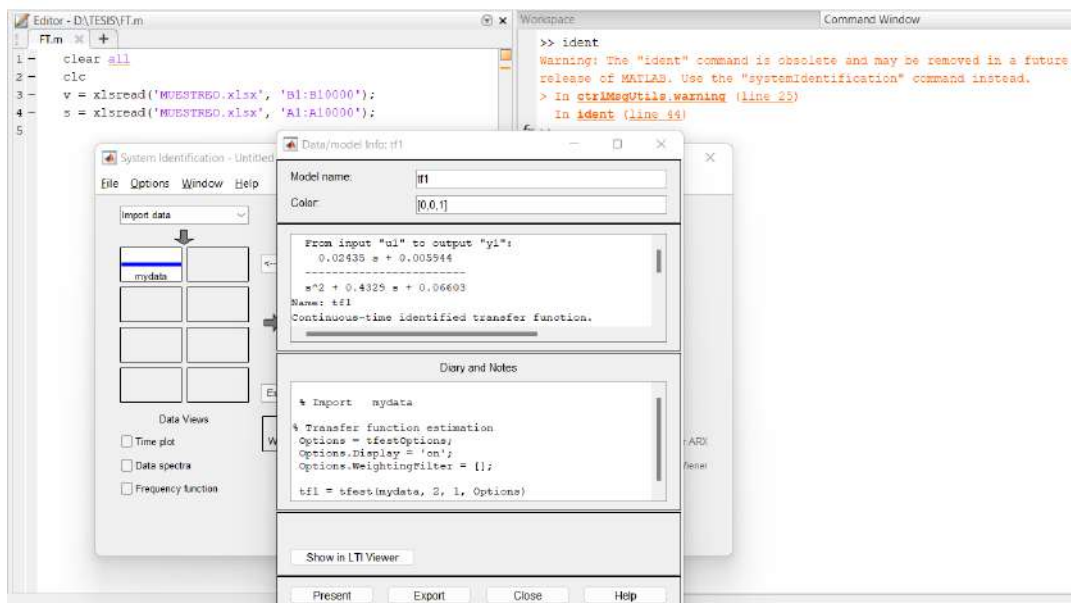 Editor - D:\TESIS\FT.m
FT.m × +
1 - clear all
2 - clc
3 - v = xlsread('MUESTREO.xlsx', 'B1:B10000');
4 - s = xlsread('MUESTREO.xlsx', 'A1:A10000');
5
Workspace
Command Window
>> ident
Warning: The "ident" command is obsolete and may be removed in a future
release of MATLAB. Use the "systemIdentification" command instead.
> In ctrlMsgUtils.warning (line 25)
In ident (line 44)
System Identification - Untitled
File Options Window Help
Import data
mydata
<--
Data Views
Time plot
Data spectra
Frequency function
ARX
Data/model Info: tf1
Model name:
tf1
Color:
[0,0,1]
From input "u1" to output "y1":
0.02435 s + 0.005944
-------------------------
s^2 + 0.4329 s + 0.06603
Name: tf1
Continuous-time identified transfer function.
Diary and Notes
% Import mydata
% Transfer function estimation
Options = tfestOptions;
Options.Display = 'on';
Options.WeightingFilter = [];
tf1 = tfest(mydata, 2, 1, Options)
Show in LTI Viewer
Present Export Close Help